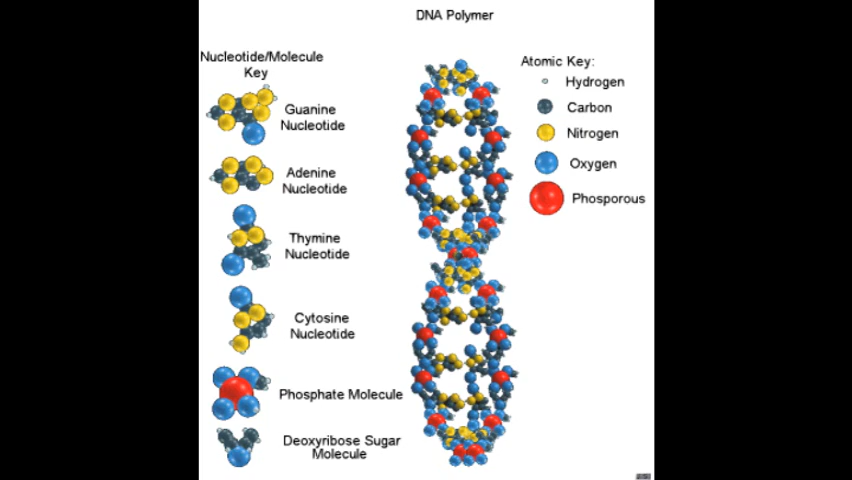 DNA Polymer
Nucleotide/Molecule
Key
Guanine
Nucleotide
Adenine
Nucleotide
Thymine
Nucleotide
Cytosine
Nucleotide
Phosphate Molecule
Deoxyribose Sugar
Molecule
Atomic Key:
Hydrogen
Carbon
Nitrogen
Oxygen
Phosporous